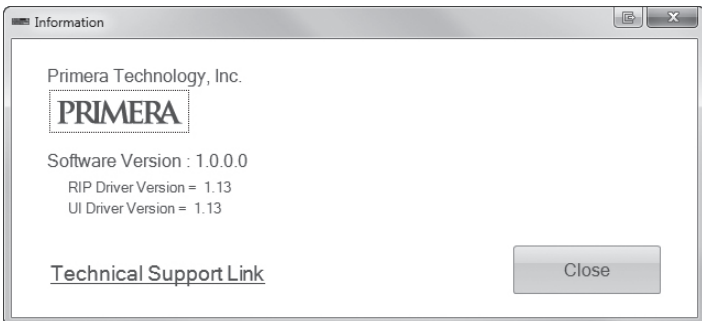 Information
Primera Technology, Inc.
PRIMERA
Software Version : 1.0.0.0
RIP Driver Version = 1.13
UI Driver Version = 1.13
Technical Support Link
Close